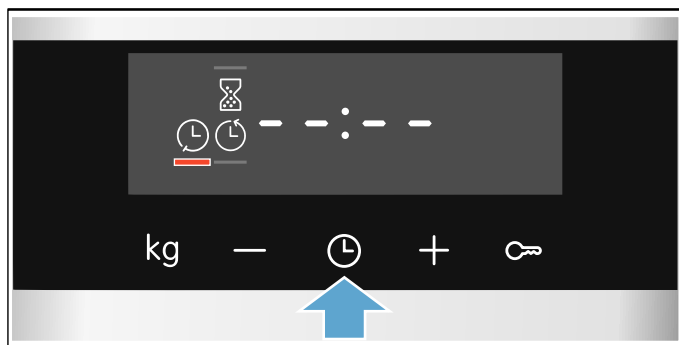 --:--
kg — +